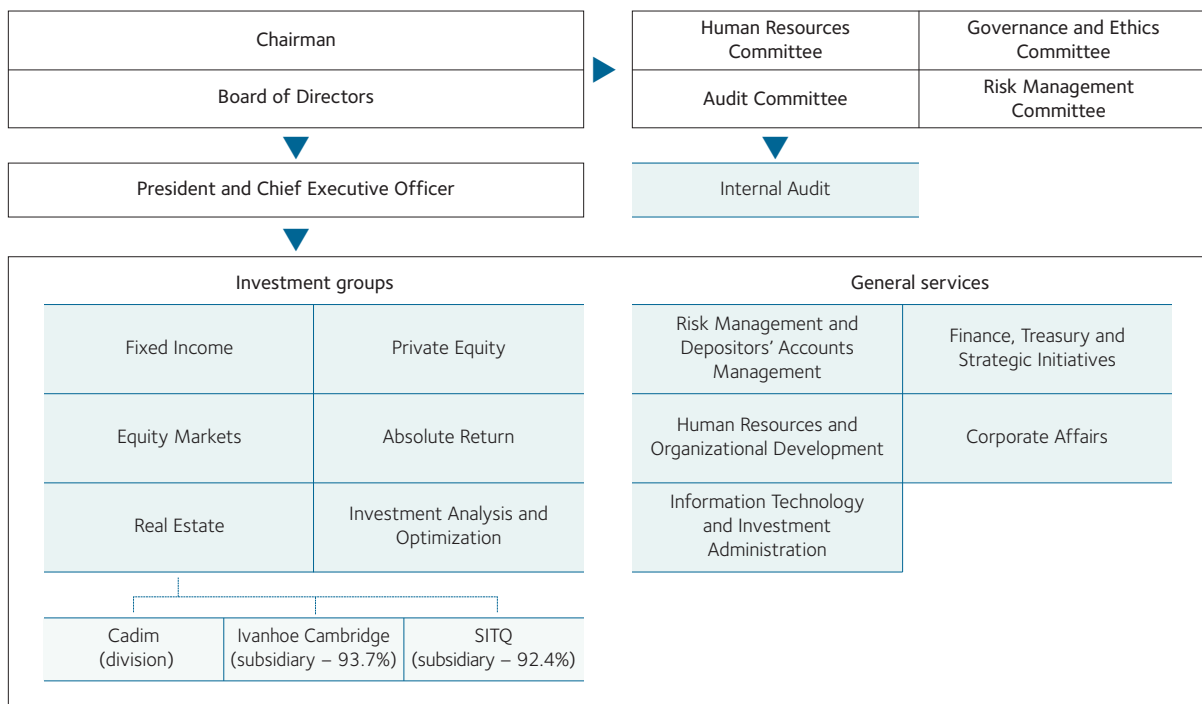 Chairman
Board of Directors
Human Resources
Committee
Governance and Ethics
Committee
Audit Committee
Risk Management
Committee
President and Chief Executive Officer
Internal Audit
Investment groups
Fixed Income
Private Equity
Equity Markets
Absolute Return
Real Estate
Investment Analysis and
Optimization
Cadim
(division)
Ivanhoe Cambridge
(subsidiary – 93.7%)
SITQ
(subsidiary – 92.4%)
General services
Risk Management and
Depositors’ Accounts
Management
Finance, Treasury and
Strategic Initiatives
Human Resources and
Organizational Development
Corporate Affairs
Information Technology
and Investment
Administration